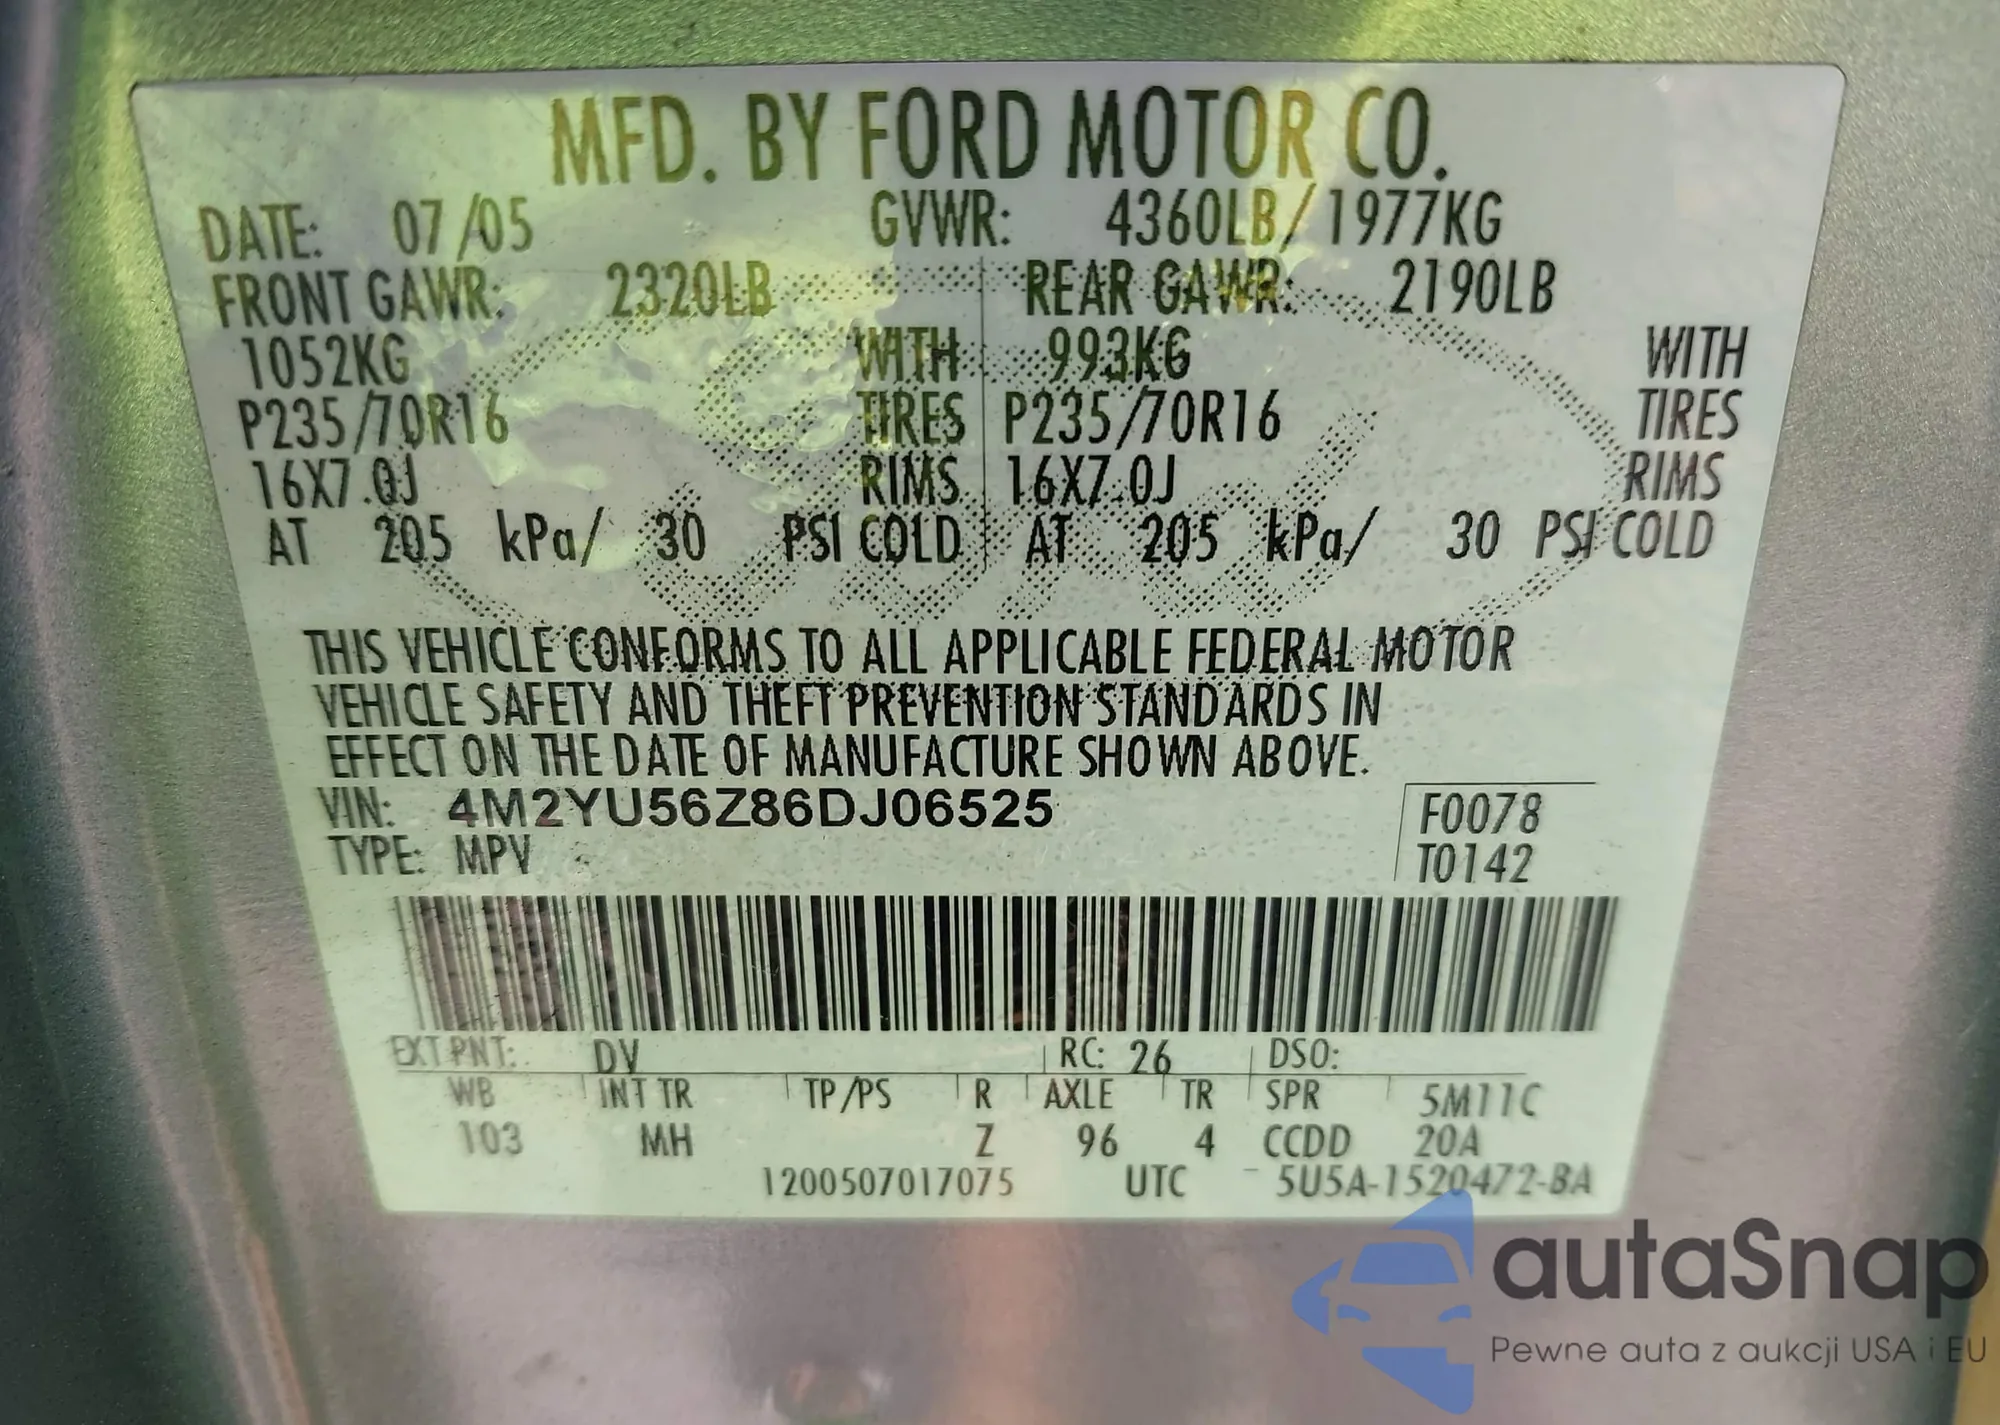 MFD. BY FORD MOTOR CO.
DATE: 07/05 GVWR: 4360LB/1977KG
FRONT GAWR: 2320LB REAR GAWR: 2190LB
1052KG WITH 993KG WITH
P235/70R16 TIRES P235/70R16 TIRES
16X7.0J RIMS 16X7.0J RIMS
AT 205 kPa/ 30 PSI COLD AT 205 kPa/ 30 PSI COLD
THIS VEHICLE CONFORMS TO ALL APPLICABLE FEDERAL MOTOR
VEHICLE SAFETY AND THEFT PREVENTION STANDARDS IN
EFFECT ON THE DATE OF MANUFACTURE SHOWN ABOVE.
VIN: 4M2YU56Z86DJ06525 F0078
TYPE: MPV T0142
EXT PNT: DV RC: 26 DSO:
WB INT TR TP/PS R AXLE TR SPR 5M11C
103 MH Z 96 4 CCDD 20A
1200507017075 UTC 5U5A-1520472-BA
autaSnap
Pewne auta z aukcji USA i EU